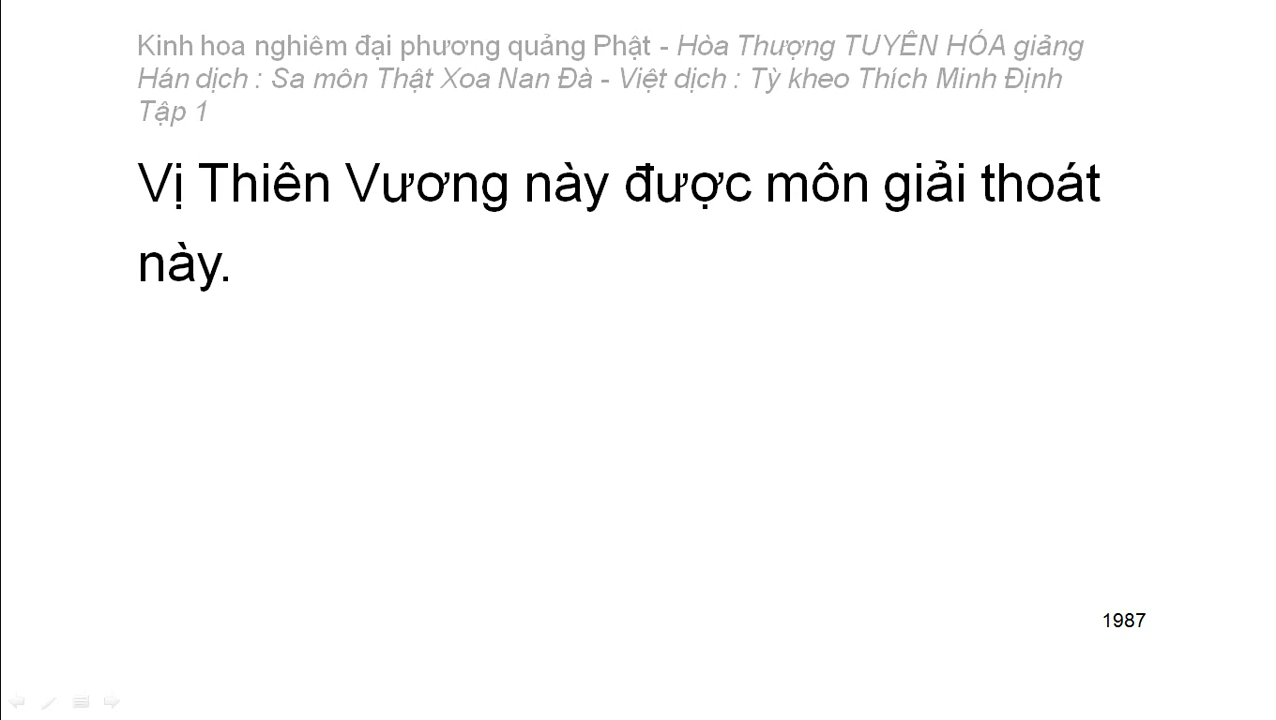 Kinh hoa nghiêm đại phương quảng Phật - Hòa Thượng TUYÊN HÓA giảng
Hán dịch : Sa môn Thật Xoa Nan Đà - Việt dịch : Tỳ kheo Thích Minh Định
Tập 1
Vị Thiên Vương này được môn giải thoát
này.
1987